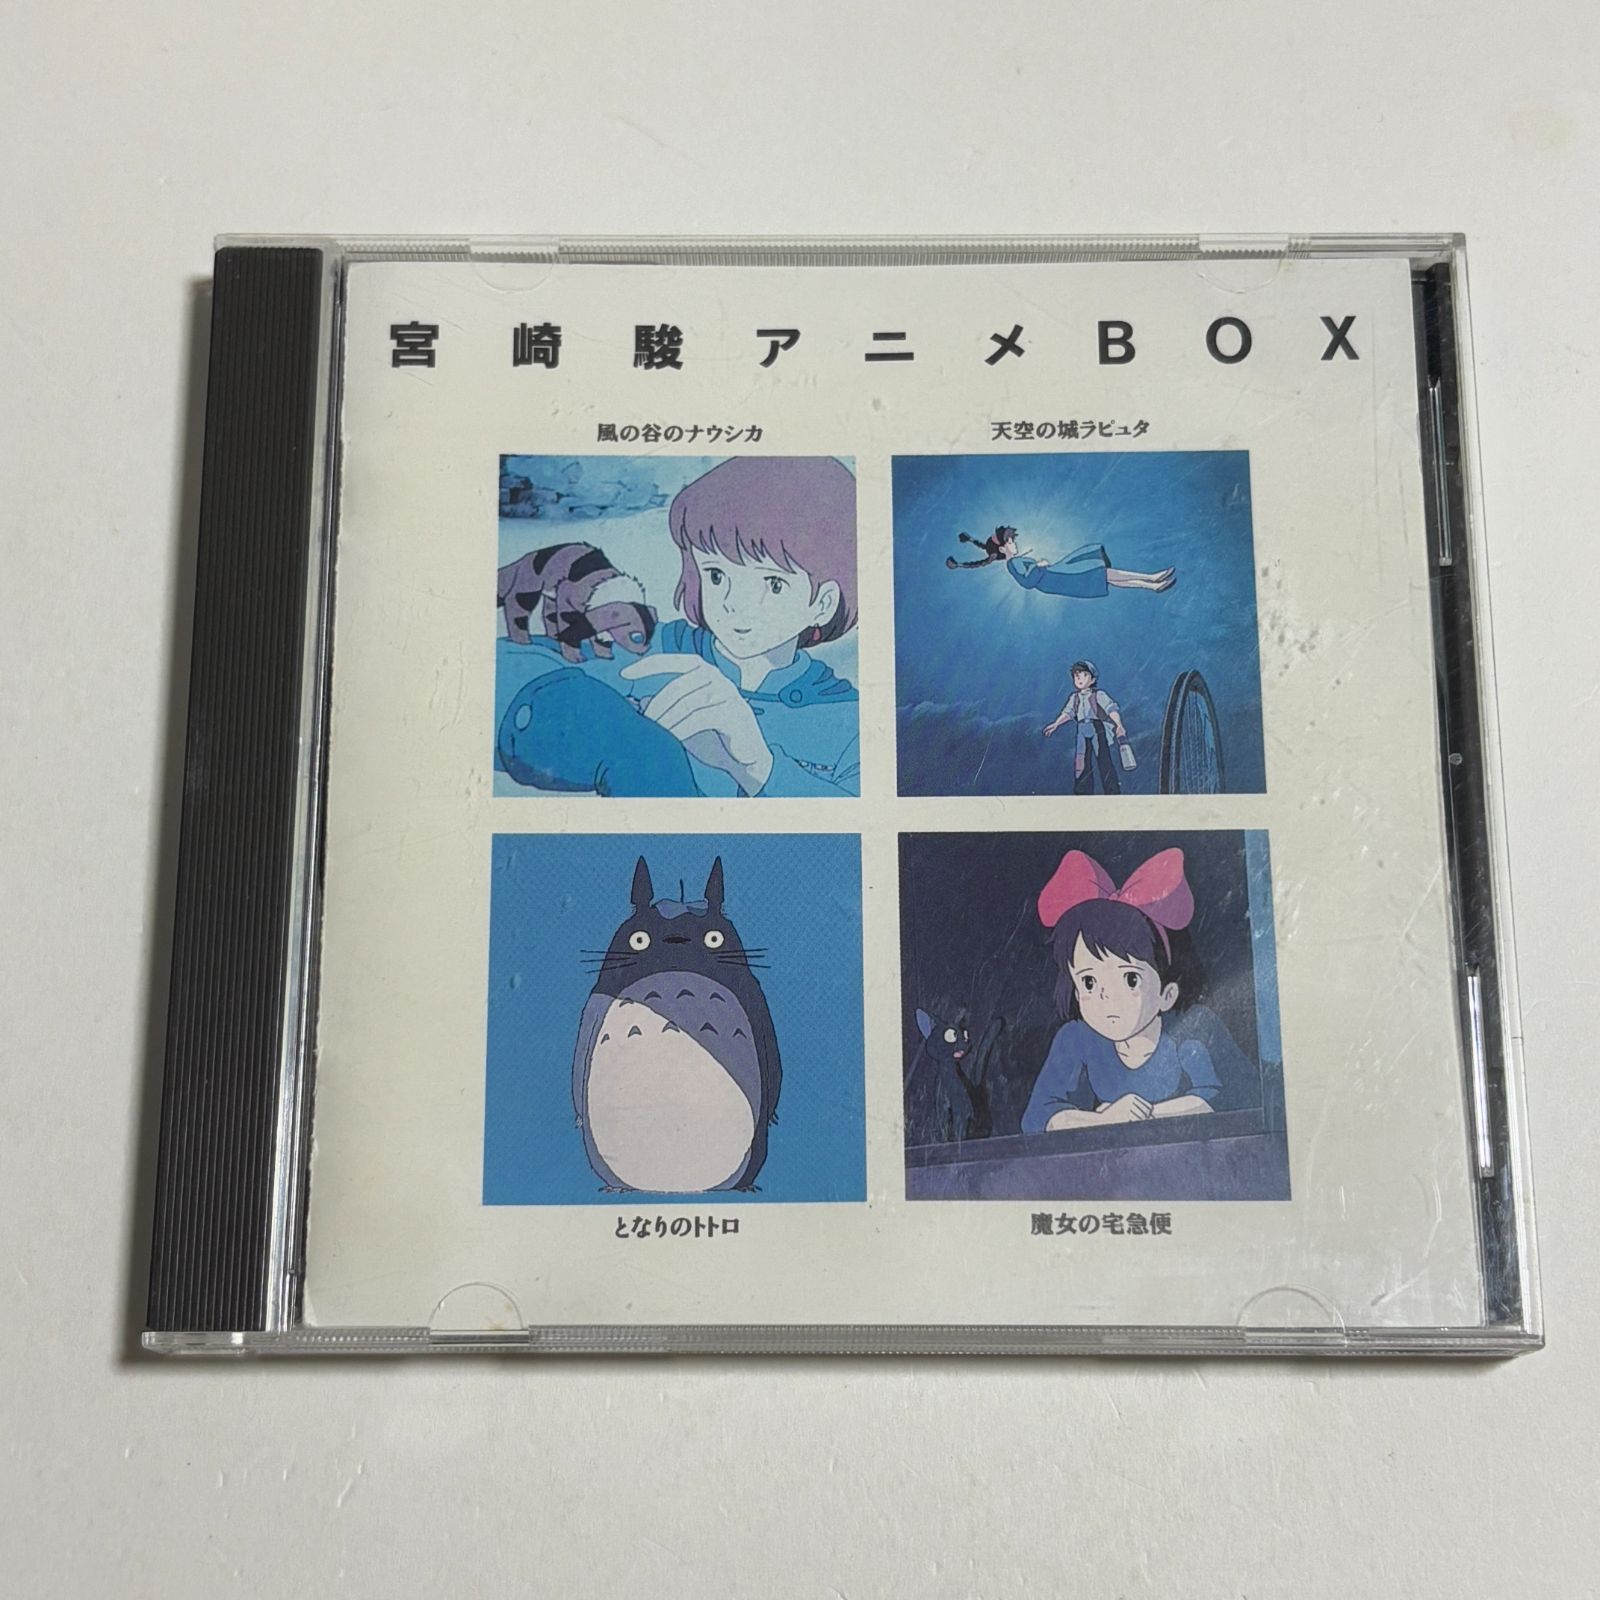 宮崎駿アニメBOX
風の谷のナウシカ
天空の城ラピュタ
となりのトトロ
魔女の宅急便